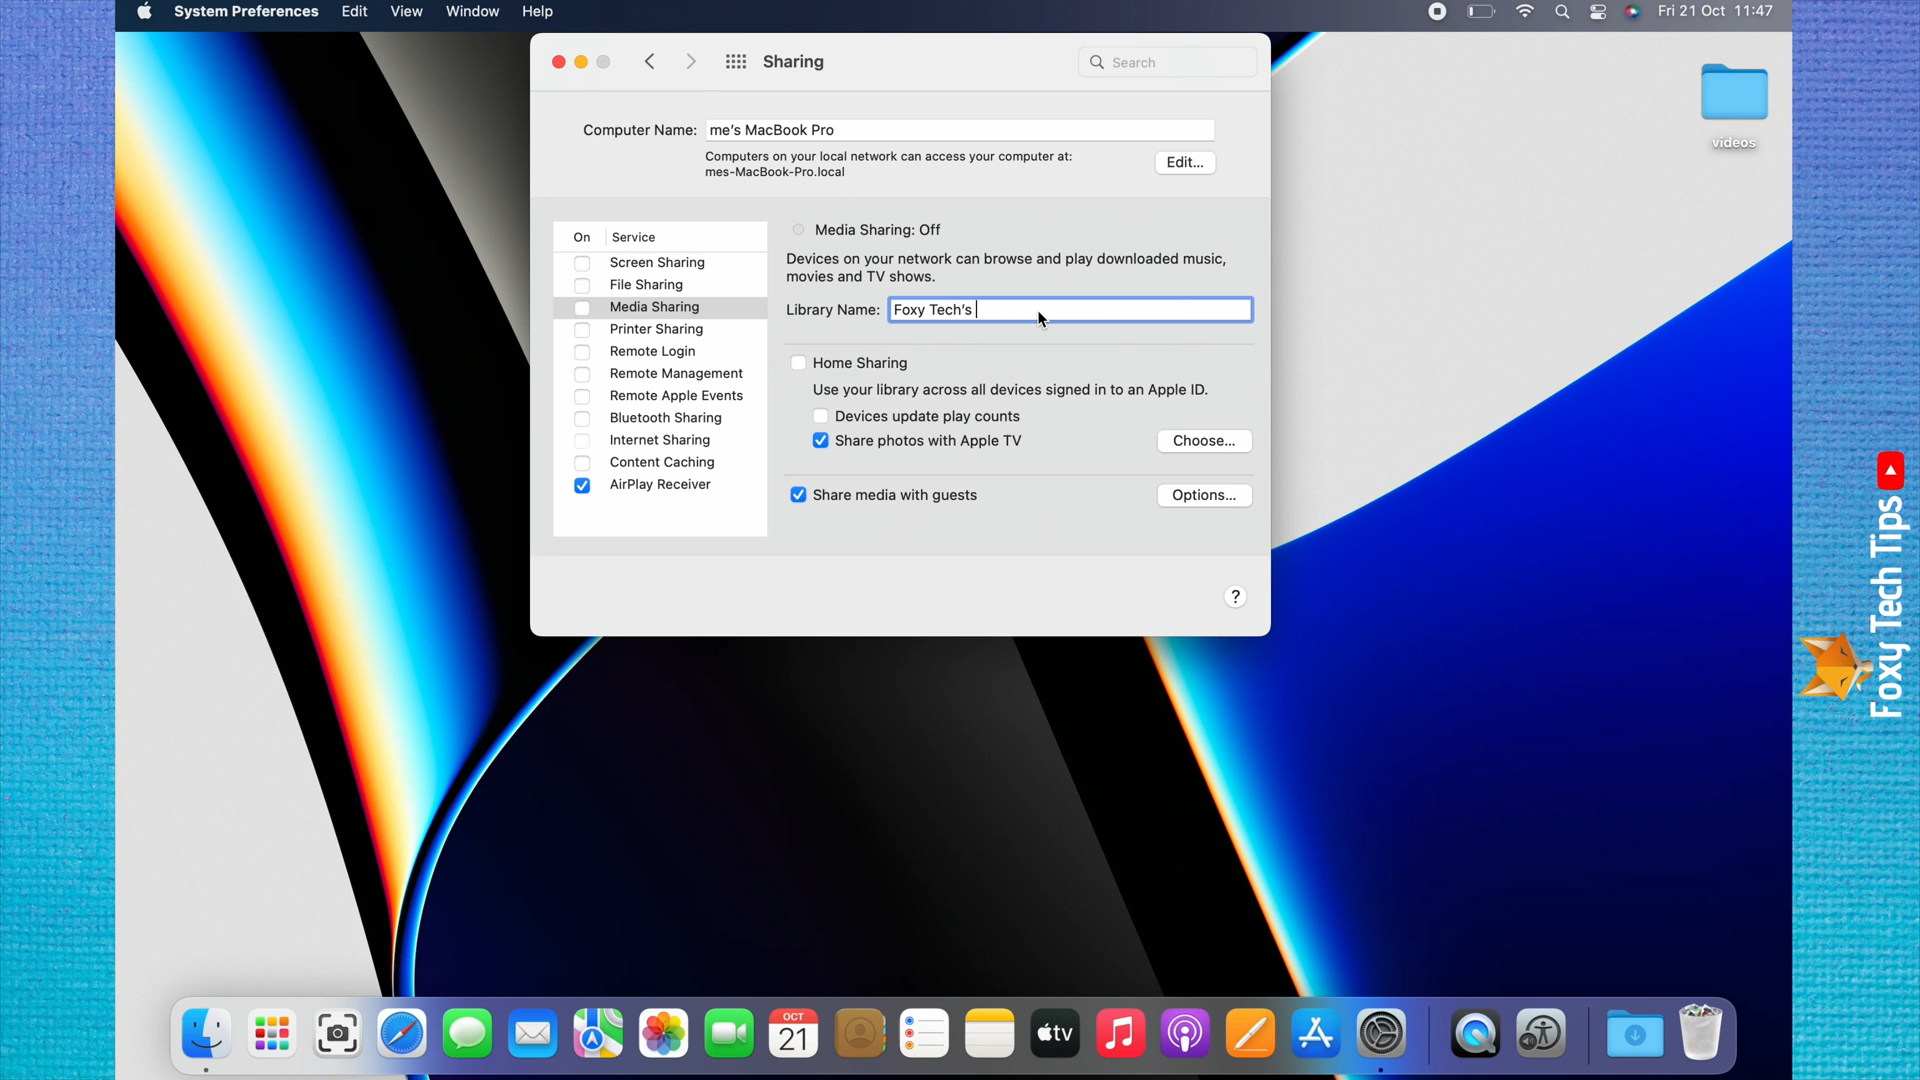 System Preferences Edit View Window Help
Fri 21 Oct 11:47
Sharing
Search
videos
Computer Name: me's MacBook Pro
Computers on your local network can access your computer at:
mes-MacBook-Pro.local
Edit...
On Service
Screen Sharing
File Sharing
Media Sharing
Printer Sharing
Remote Login
Remote Management
Remote Apple Events
Bluetooth Sharing
Internet Sharing
Content Caching
AirPlay Receiver
Media Sharing: Off
Devices on your network can browse and play downloaded music,
movies and TV shows.
Library Name: Foxy Tech's
Home Sharing
Use your library across all devices signed in to an Apple ID.
Devices update play counts
Share photos with Apple TV
Choose...
Share media with guests
Options...
?
Foxy Tech Tips
OCT
21
tv